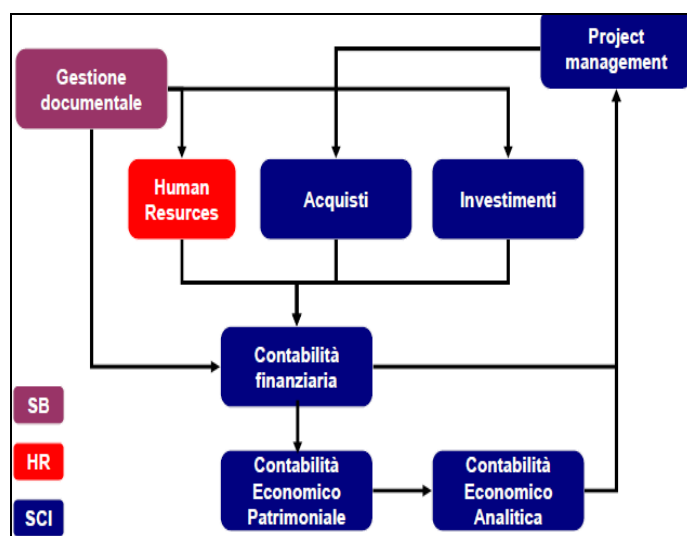 Project
management
Gestione
documentale
Human
Resurces
Acquisti
Investimenti
Contabilità
finanziaria
SB
HR
SCI
Contabilità
Economico
Patrimoniale
Contabilità
Economico
Analitica